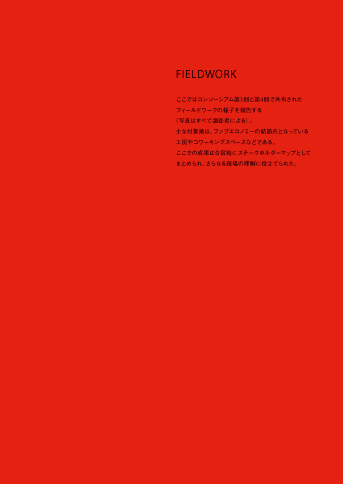 FIELDWORK
ここではコンソーシアム第3回と第4回で共有された
フィールドワークの様子を報告する
(写真はすべて調査者による)。
主な対象地は、ファブエコノミーの結節点となっている
工房やコワーキングスペースなどである。
ここでの成果は合宿時にステークホルダーマップとして
まとめられ、さらなる現場の理解に役立てられた。